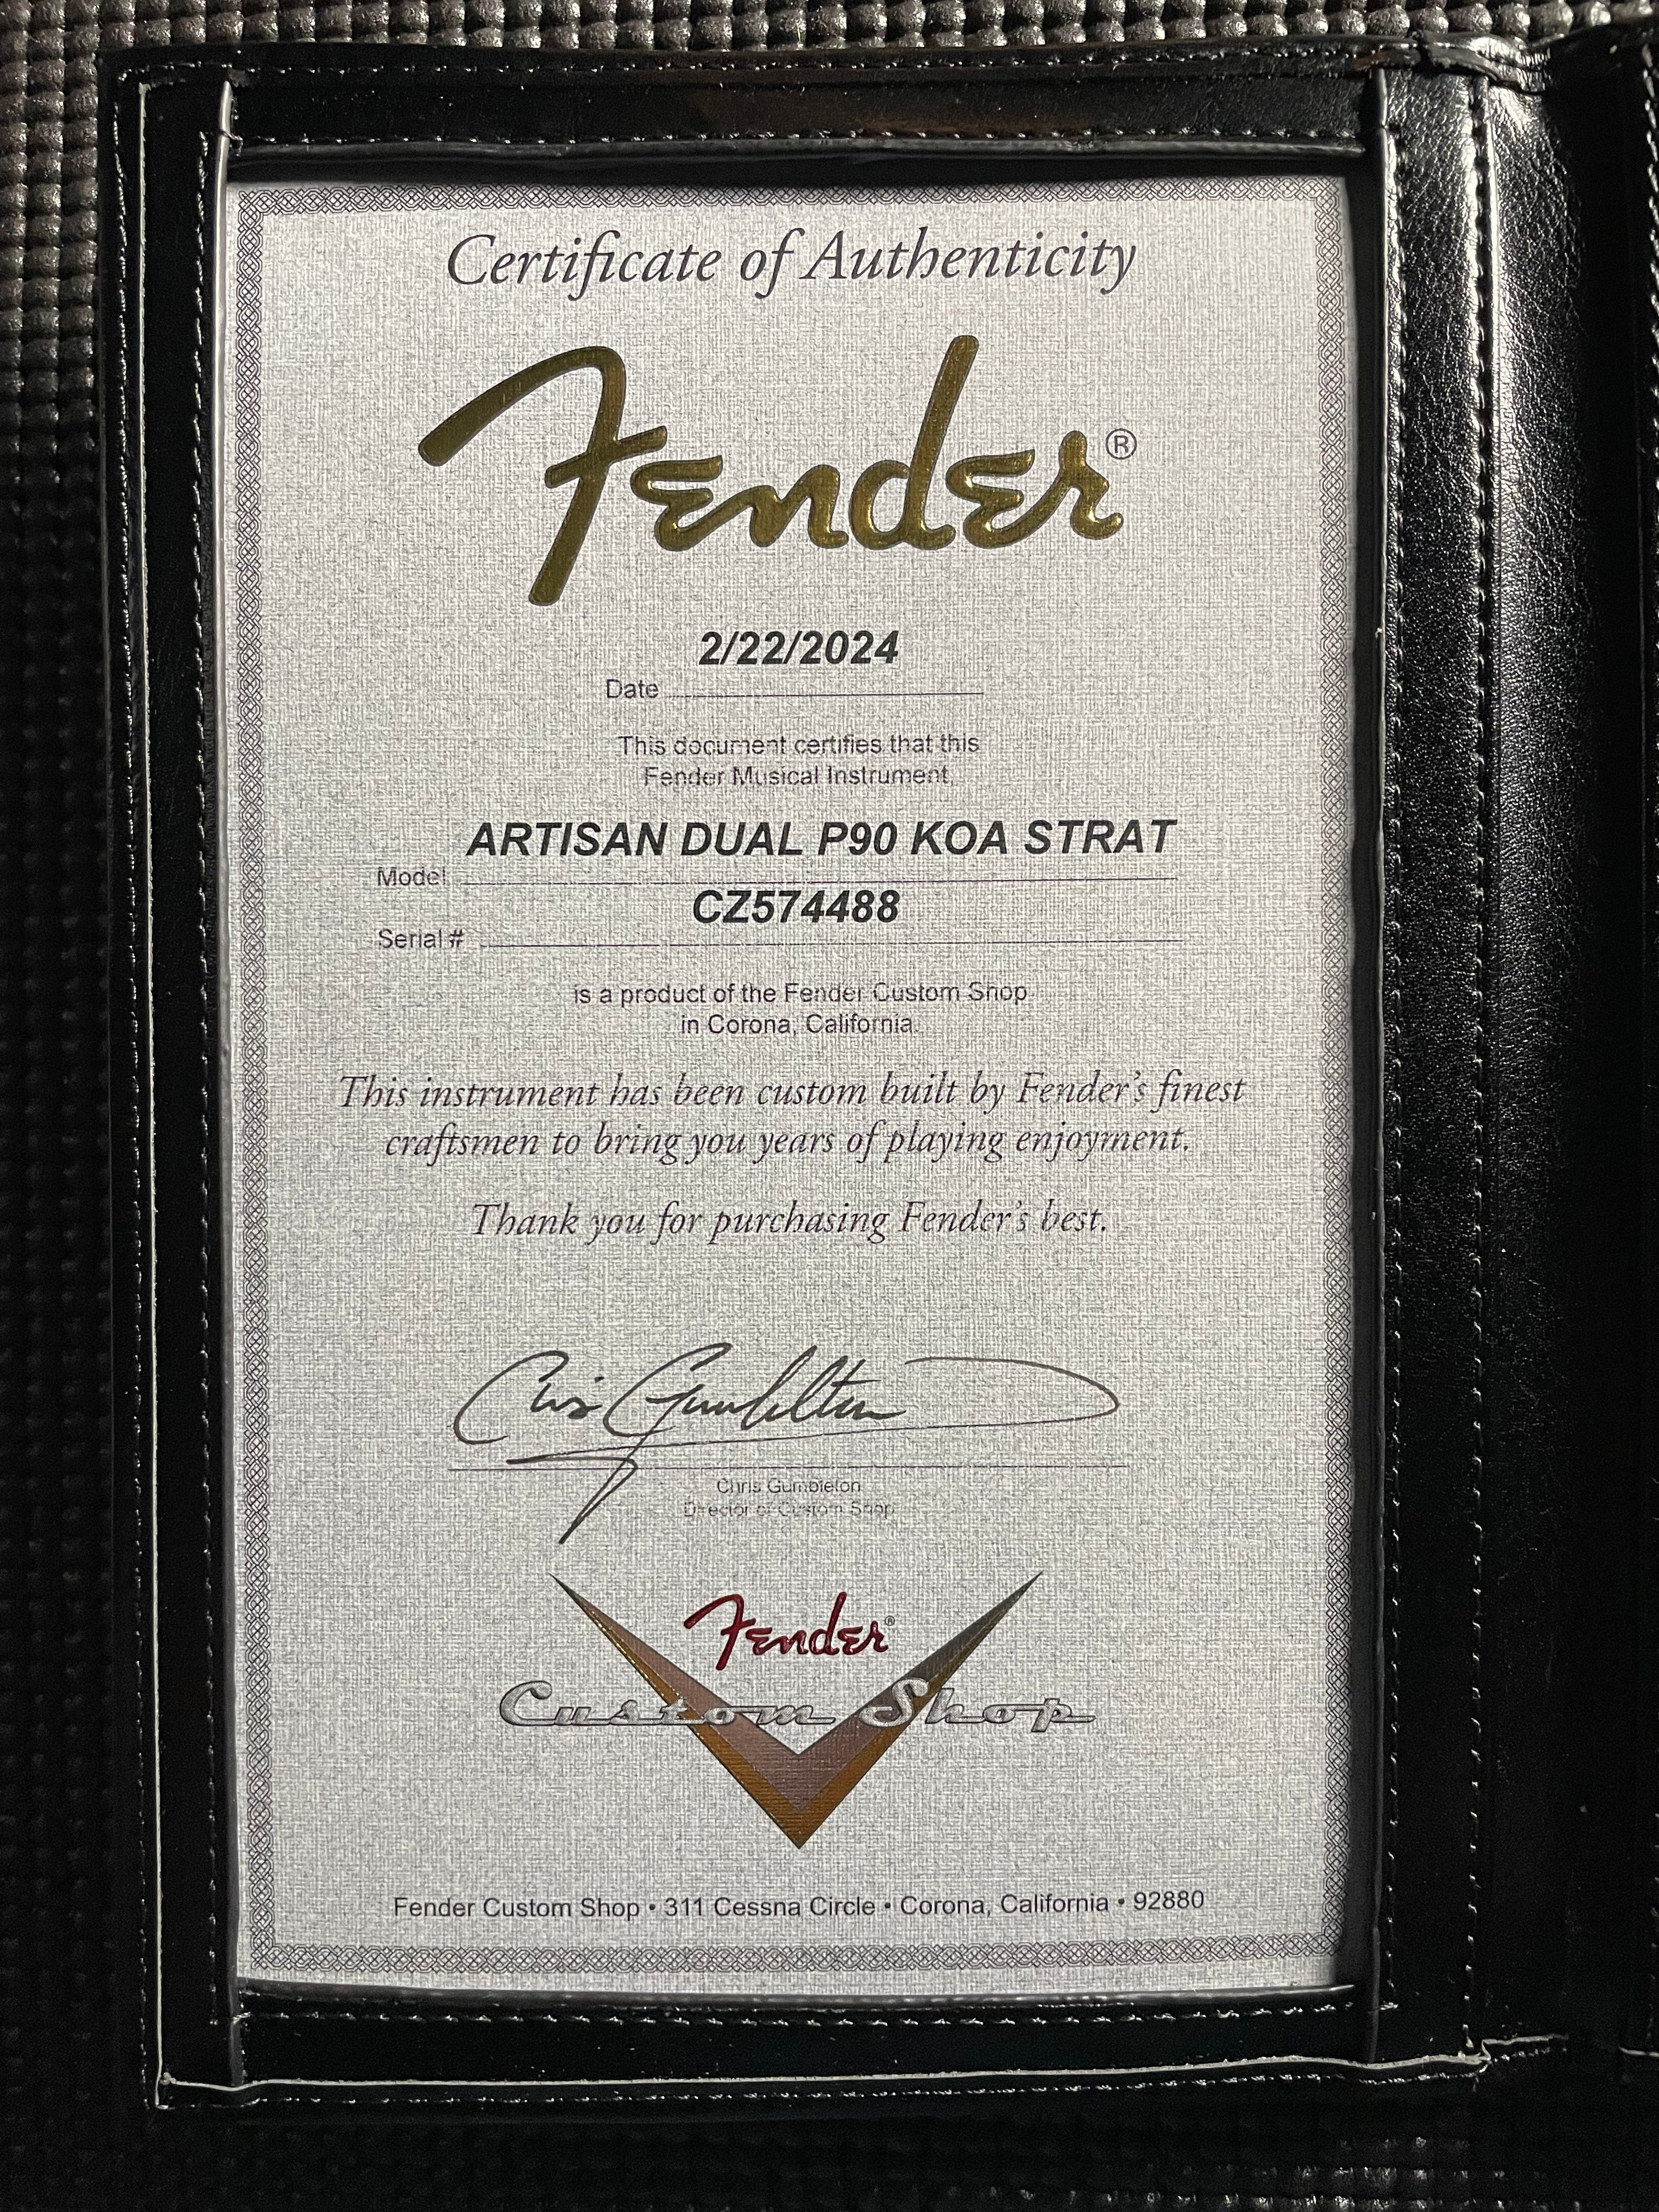 Certificate of Authenticity
Fender®
2/22/2024
Date
This document certifies that this
Fender Musical Instrument,
ARTISAN DUAL P90 KOA STRAT
Model
CZ574488
Serial #
is a product of the Fender Custom Shop
in Corona, California.
This instrument has been custom built by Fender's finest
craftsmen to bring you years of playing enjoyment.
Thank you for purchasing Fender's best.
Chris Gumbleton
Chris Gumbleton
Director of Custom Shop
Fender®
Custom Shop
Fender Custom Shop • 311 Cessna Circle • Corona, California • 92880